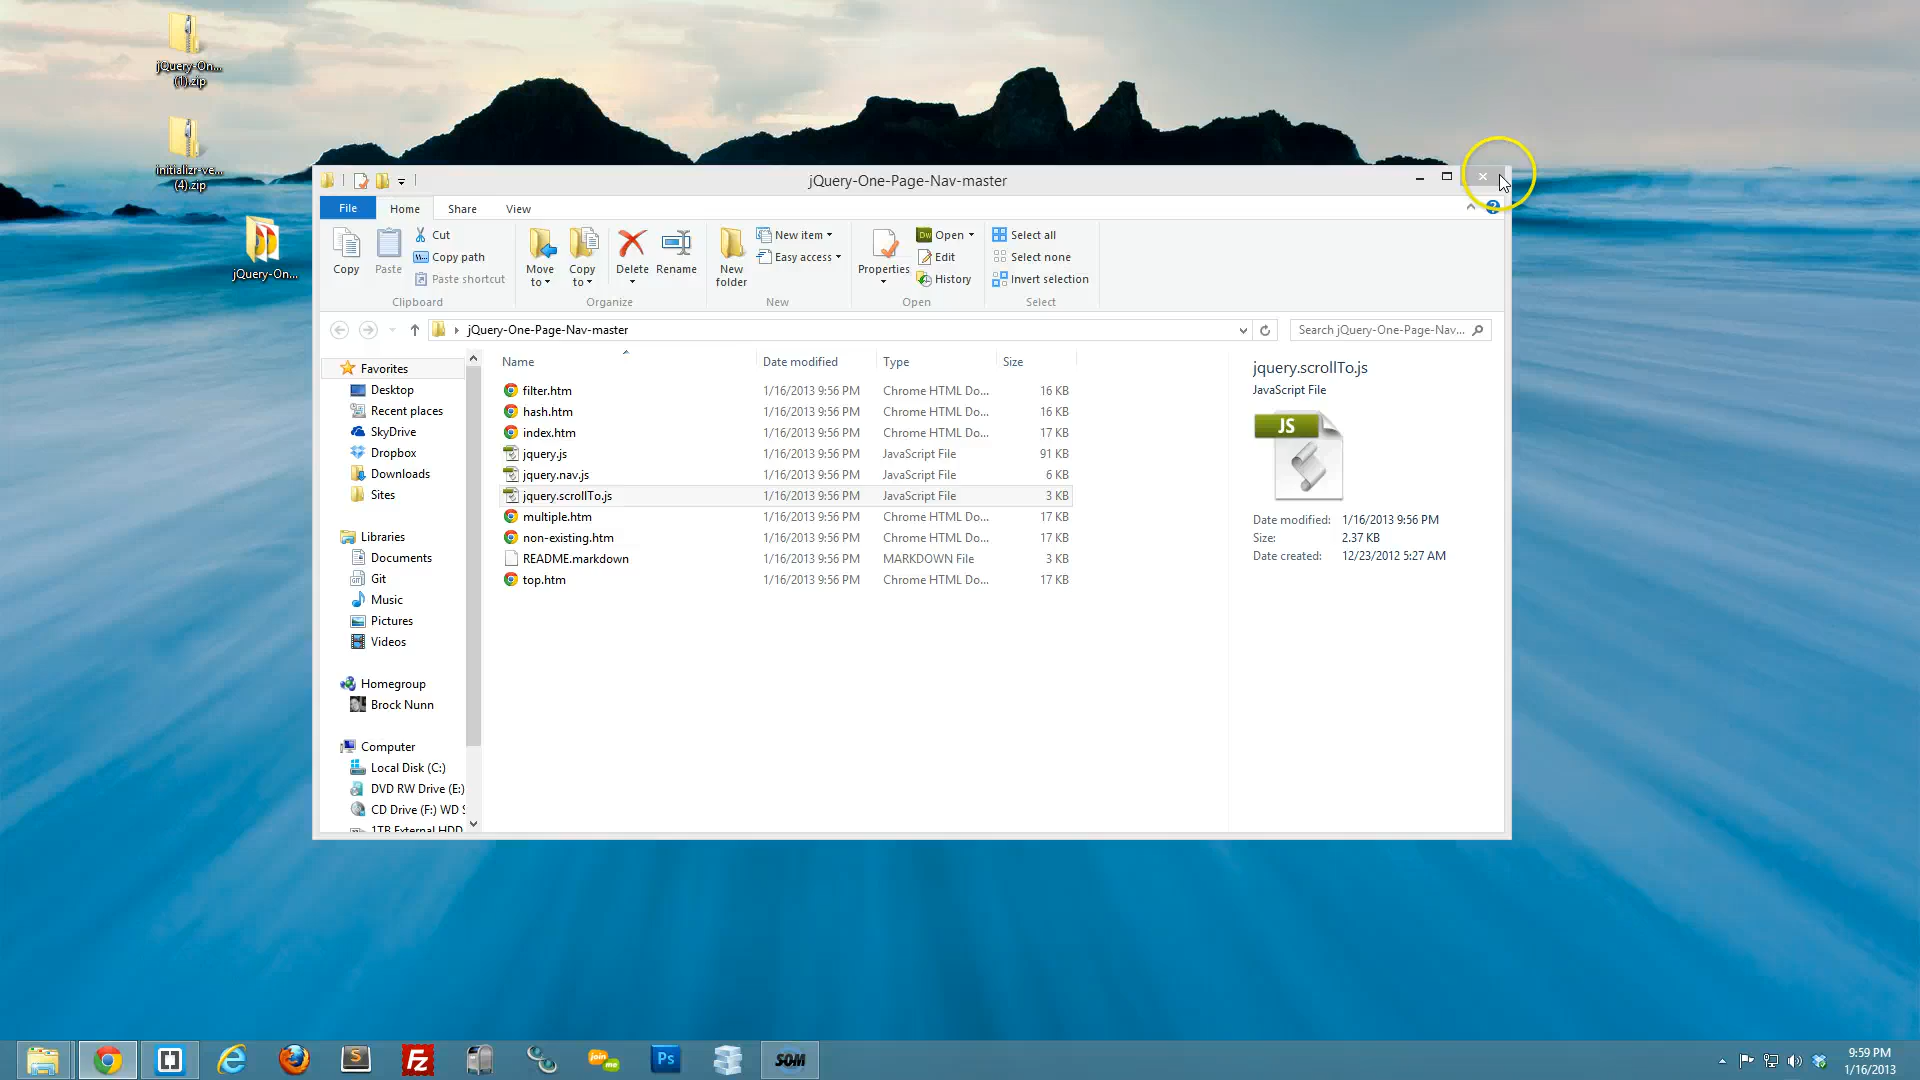 jQuery-On...
(1).zip
initializr-ve...
(4).zip
jQuery-On...
jQuery-One-Page-Nav-master
File
Home
Share
View
Copy
Paste
Cut
Copy path
Paste shortcut
Clipboard
Move
to
Copy
to
Delete
Rename
Organize
New
folder
New item
Easy access
New
Properties
Open
Edit
History
Open
Select all
Select none
Invert selection
Select
jQuery-One-Page-Nav-master
Search jQuery-One-Page-Nav...
Favorites
Desktop
Recent places
SkyDrive
Dropbox
Downloads
Sites
Libraries
Documents
Git
Music
Pictures
Videos
Homegroup
Brock Nunn
Computer
Local Disk (C:)
DVD RW Drive (E:)
CD Drive (F:) WD S
1TB External HDD
Name Date modified Type Size
filter.htm 1/16/2013 9:56 PM Chrome HTML Do... 16 KB
hash.htm 1/16/2013 9:56 PM Chrome HTML Do... 16 KB
index.htm 1/16/2013 9:56 PM Chrome HTML Do... 17 KB
jquery.js 1/16/2013 9:56 PM JavaScript File 91 KB
jquery.nav.js 1/16/2013 9:56 PM JavaScript File 6 KB
jquery.scrollTo.js 1/16/2013 9:56 PM JavaScript File 3 KB
multiple.htm 1/16/2013 9:56 PM Chrome HTML Do... 17 KB
non-existing.htm 1/16/2013 9:56 PM Chrome HTML Do... 17 KB
README.markdown 1/16/2013 9:56 PM MARKDOWN File 3 KB
top.htm 1/16/2013 9:56 PM Chrome HTML Do... 17 KB
jquery.scrollTo.js
JavaScript File
JS
Date modified: 1/16/2013 9:56 PM
Size: 2.37 KB
Date created: 12/23/2012 5:27 AM
S
Fz
join
me
Ps
SOM
9:59 PM
1/16/2013